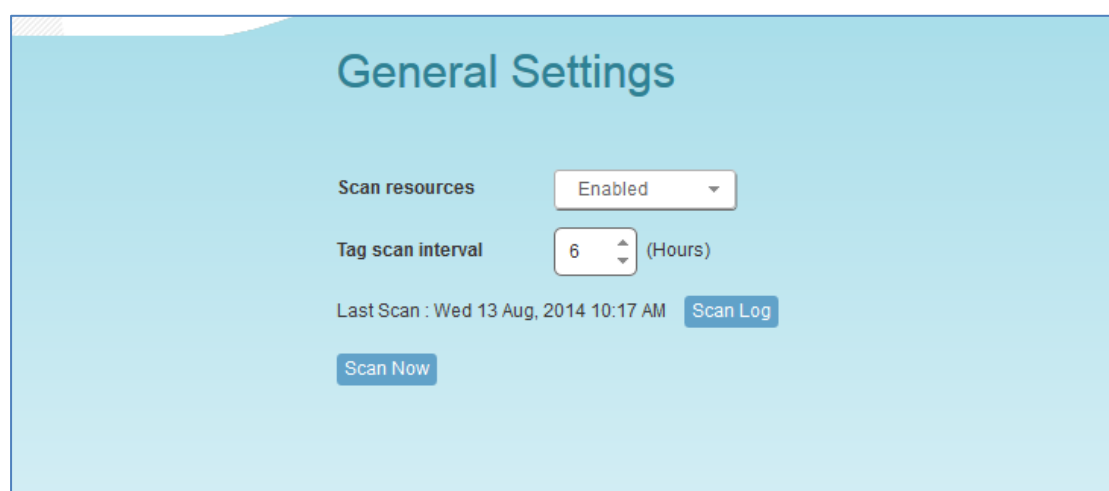 General Settings
Scan resources Enabled
Tag scan interval 6 (Hours)
Last Scan : Wed 13 Aug, 2014 10:17 AM Scan Log
Scan Now